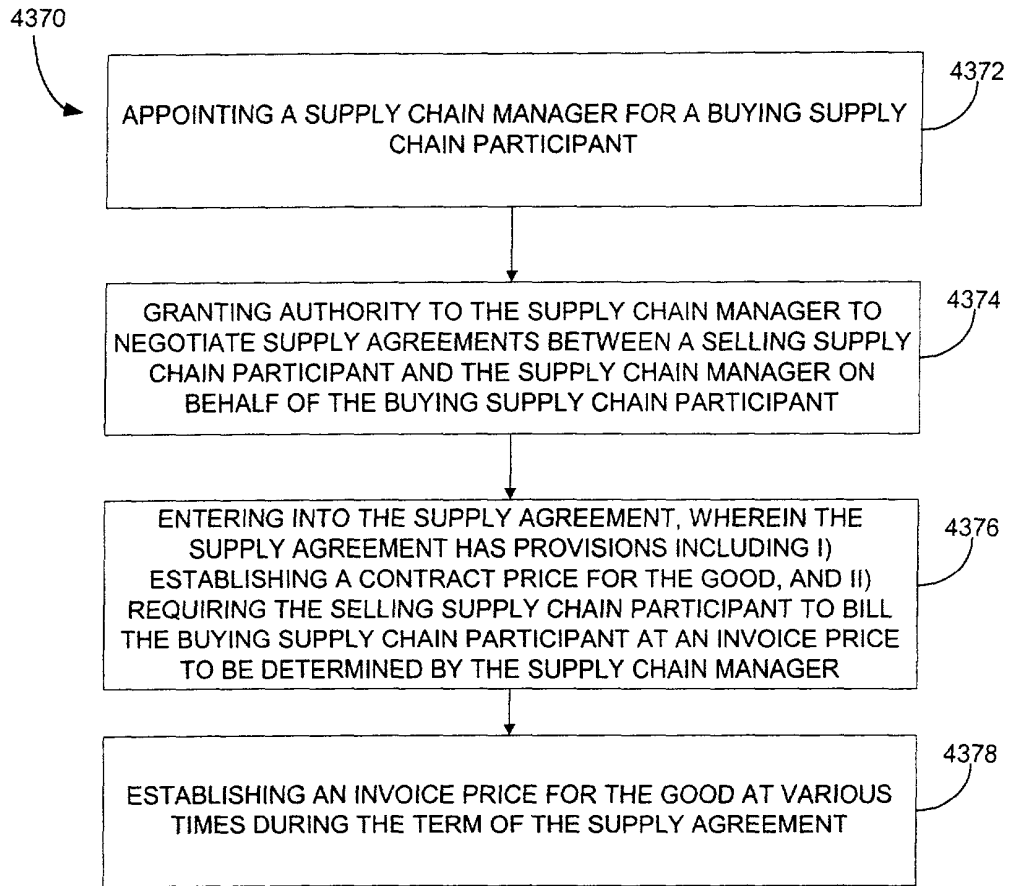 4370
4372
APPOINTING A SUPPLY CHAIN MANAGER FOR A BUYING SUPPLY
CHAIN PARTICIPANT
4374
GRANTING AUTHORITY TO THE SUPPLY CHAIN MANAGER TO
NEGOTIATE SUPPLY AGREEMENTS BETWEEN A SELLING SUPPLY
CHAIN PARTICIPANT AND THE SUPPLY CHAIN MANAGER ON
BEHALF OF THE BUYING SUPPLY CHAIN PARTICIPANT
4376
ENTERING INTO THE SUPPLY AGREEMENT, WHEREIN THE
SUPPLY AGREEMENT HAS PROVISIONS INCLUDING I)
ESTABLISHING A CONTRACT PRICE FOR THE GOOD, AND II)
REQUIRING THE SELLING SUPPLY CHAIN PARTICIPANT TO BILL
THE BUYING SUPPLY CHAIN PARTICIPANT AT AN INVOICE PRICE
TO BE DETERMINED BY THE SUPPLY CHAIN MANAGER
4378
ESTABLISHING AN INVOICE PRICE FOR THE GOOD AT VARIOUS
TIMES DURING THE TERM OF THE SUPPLY AGREEMENT